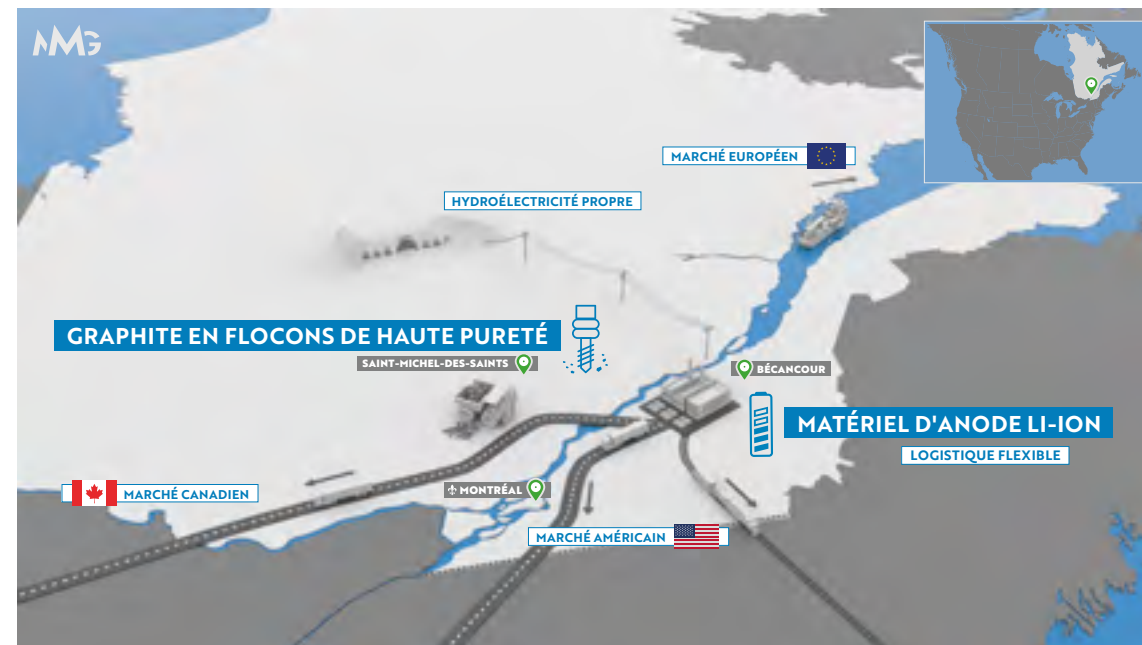 NMG
MARCHÉ EUROPÉEN
HYDROÉLECTRICITÉ PROPRE
GRAPHITE EN FLOCONS DE HAUTE PURETÉ
SAINT-MICHEL-DES-SAINTS
BÉCANCOUR
MATÉRIEL D'ANODE LI-ION
LOGISTIQUE FLEXIBLE
MARCHÉ CANADIEN
MONTRÉAL
MARCHÉ AMÉRICAIN